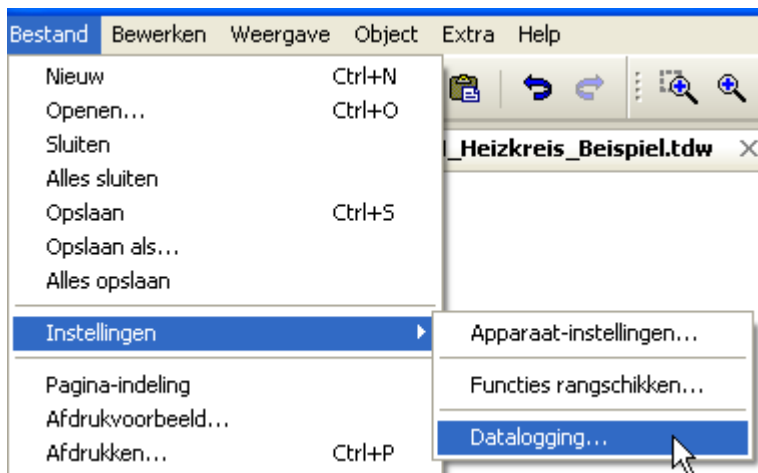 Bestand Bewerken Weergave Object Extra Help
Nieuw Ctrl+N
Openen... Ctrl+O
Sluiten
_Heizkreis_Beispiel.tdw
Alles sluiten
Opslaan Ctrl+S
Opslaan als...
Alles opslaan
Instellingen
Apparaat-instellingen...
Pagina-indeling
Functies rangschikken...
Afdrukvoorbeeld...
Datalogging...
Afdrukken... Ctrl+P